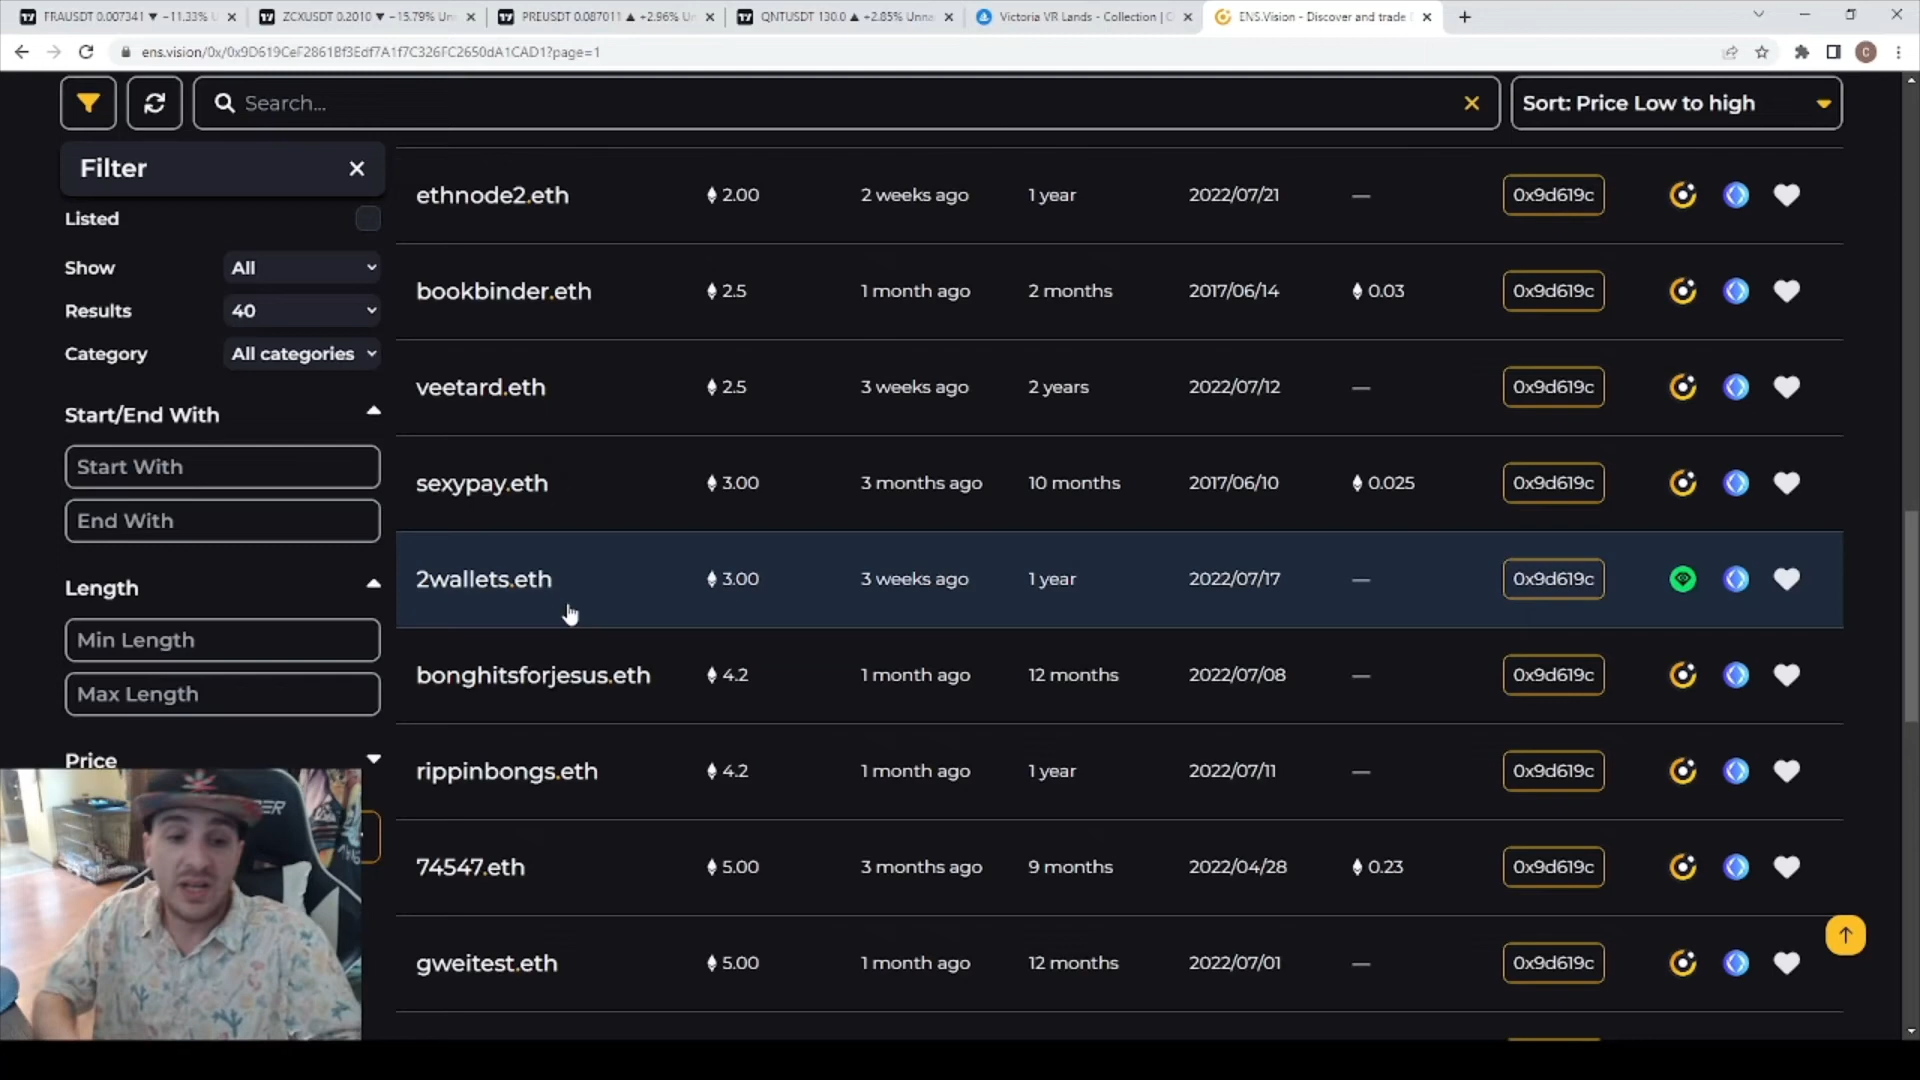 FRAUSDT 0.007341 ▼ −11.33% U
ZCXUSDT 0.2010 ▼ −15.79% Un
PREUSDT 0.087011 ▲ +2.96% U
QNTUSDT 130.0 ▲ +2.85% Unna
Victoria VR Lands - Collection |
ENS.Vision - Discover and trade
ens.vision/0x/0x9D619CeF2861Bf3Edf7A1f7C326FC2650dA1CAD1?page=1
C
Search...
Sort: Price Low to high
Filter
Listed
Show All
Results 40
Category All categories
Start/End With
Start With
End With
Length
Min Length
Max Length
Price
ethnode2.eth 2.00 2 weeks ago 1 year 2022/07/21 — 0x9d619c
bookbinder.eth 2.5 1 month ago 2 months 2017/06/14 0.03 0x9d619c
veetard.eth 2.5 3 weeks ago 2 years 2022/07/12 — 0x9d619c
sexypay.eth 3.00 3 months ago 10 months 2017/06/10 0.025 0x9d619c
2wallets.eth 3.00 3 weeks ago 1 year 2022/07/17 — 0x9d619c
bonghitsforjesus.eth 4.2 1 month ago 12 months 2022/07/08 — 0x9d619c
rippinbongs.eth 4.2 1 month ago 1 year 2022/07/11 — 0x9d619c
74547.eth 5.00 3 months ago 9 months 2022/04/28 0.23 0x9d619c
gweitest.eth 5.00 1 month ago 12 months 2022/07/01 — 0x9d619c